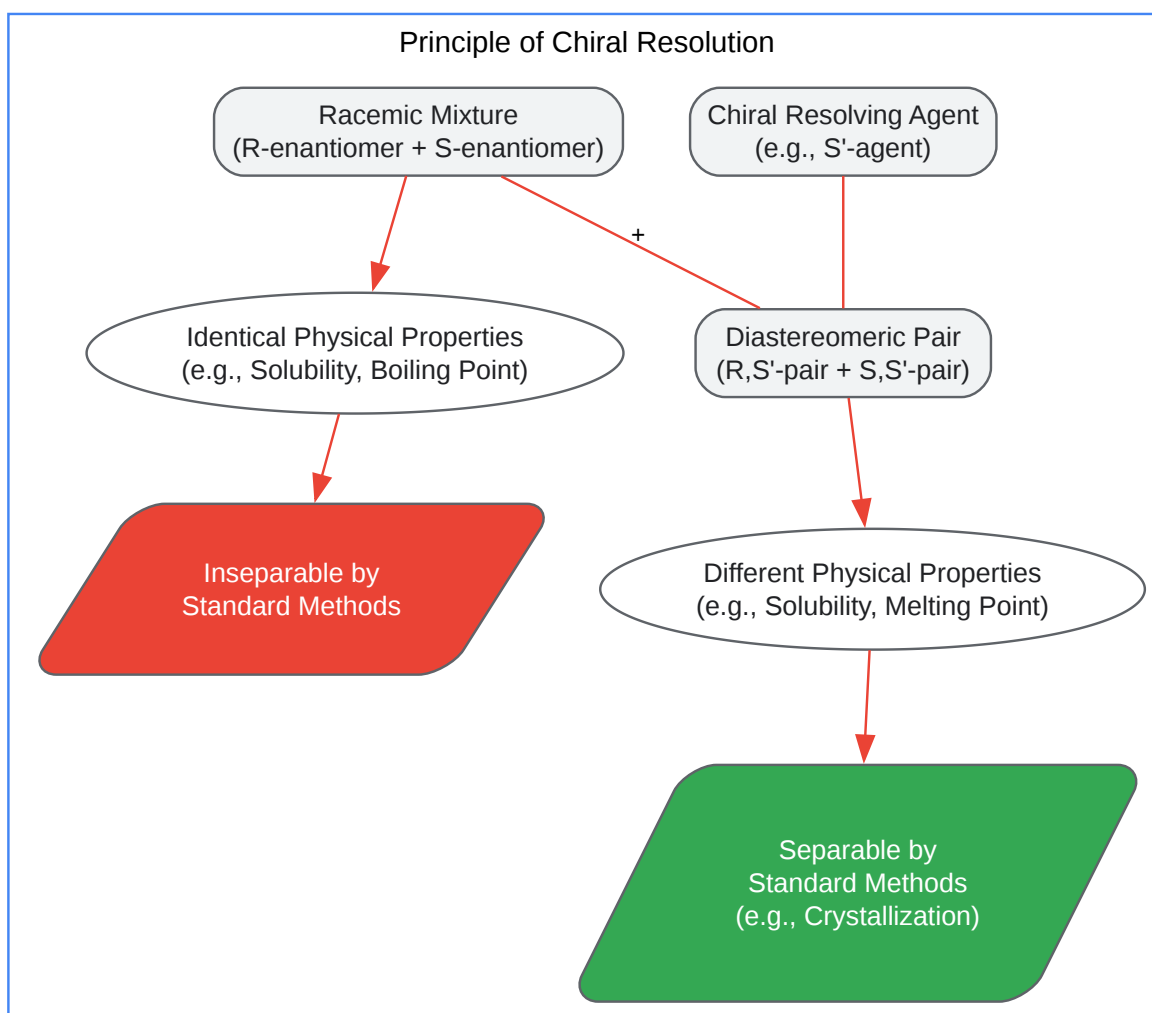 Principle of Chiral Resolution
Racemic Mixture
(R-enantiomer + S-enantiomer)
Chiral Resolving Agent
(e.g., S'-agent)
+
Identical Physical Properties
(e.g., Solubility, Boiling Point)
Diastereomeric Pair
(R,S'-pair + S,S'-pair)
Inseparable by
Standard Methods
Different Physical Properties
(e.g., Solubility, Melting Point)
Separable by
Standard Methods
(e.g., Crystallization)